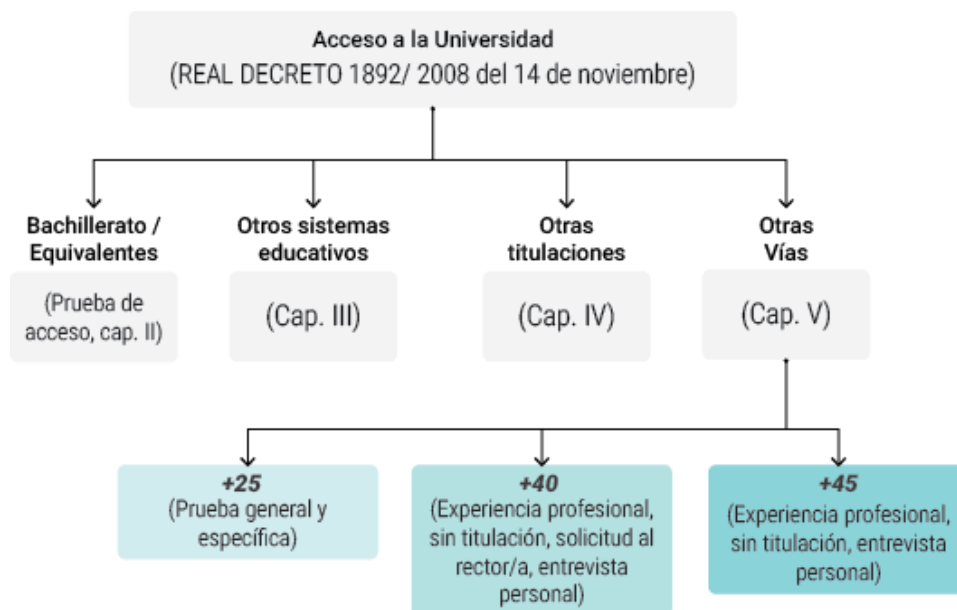 Acceso a la Universidad
(REAL DECRETO 1892/ 2008 del 14 de noviembre)
Bachillerato /
Equivalentes
(Prueba de
acceso, cap. II)
Otros sistemas
educativos
(Cap. III)
Otras
titulaciones
(Cap. IV)
Otras
Vías
(Cap. V)
+25
(Prueba general y
específica)
+40
(Experiencia profesional,
sin titulación, solicitud al
rector/a, entrevista
personal)
+45
(Experiencia profesional,
sin titulación, entrevista
personal)